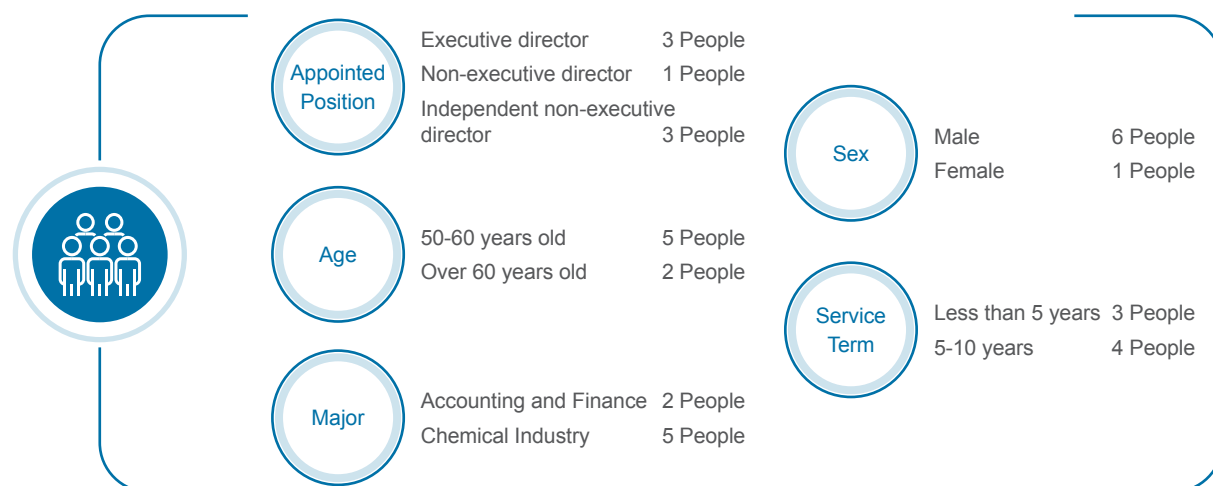 Appointed
Position
Executive director 3 People
Non-executive director 1 People
Independent non-executive
director 3 People
Age
50-60 years old 5 People
Over 60 years old 2 People
Major
Accounting and Finance 2 People
Chemical Industry 5 People
Sex
Male 6 People
Female 1 People
Service
Term
Less than 5 years 3 People
5-10 years 4 People